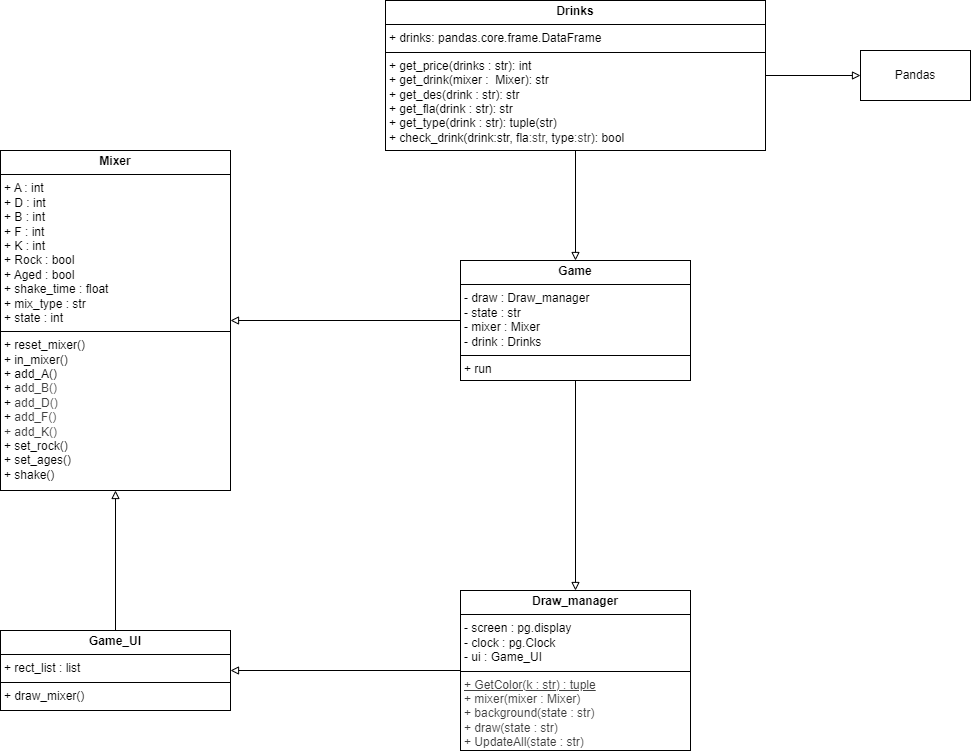 Drinks
+ drinks: pandas.core.frame.DataFrame
+ get_price(drinks : str): int
+ get_drink(mixer :  Mixer): str
+ get_des(drink : str): str
+ get_fla(drink : str): str
+ get_type(drink : str): tuple(str)
+ check_drink(drink:str, fla:str, type:str): bool
Pandas
Mixer
+ A : int
+ D : int
+ B : int
+ F : int
+ K : int
+ Rock : bool
+ Aged : bool
+ shake_time : float
+ mix_type : str
+ state : int
+ reset_mixer()
+ in_mixer()
+ add_A()
+ add_B()
+ add_D()
+ add_F()
+ add_K()
+ set_rock()
+ set_ages()
+ shake()
Game
- draw : Draw_manager
- state : str
- mixer : Mixer
- drink : Drinks
+ run
Game_UI
+ rect_list : list
+ draw_mixer()
Draw_manager
- screen : pg.display
- clock : pg.Clock
- ui : Game_UI
+ GetColor(k : str) : tuple
+ mixer(mixer : Mixer)
+ background(state : str)
+ draw(state : str)
+ UpdateAll(state : str)